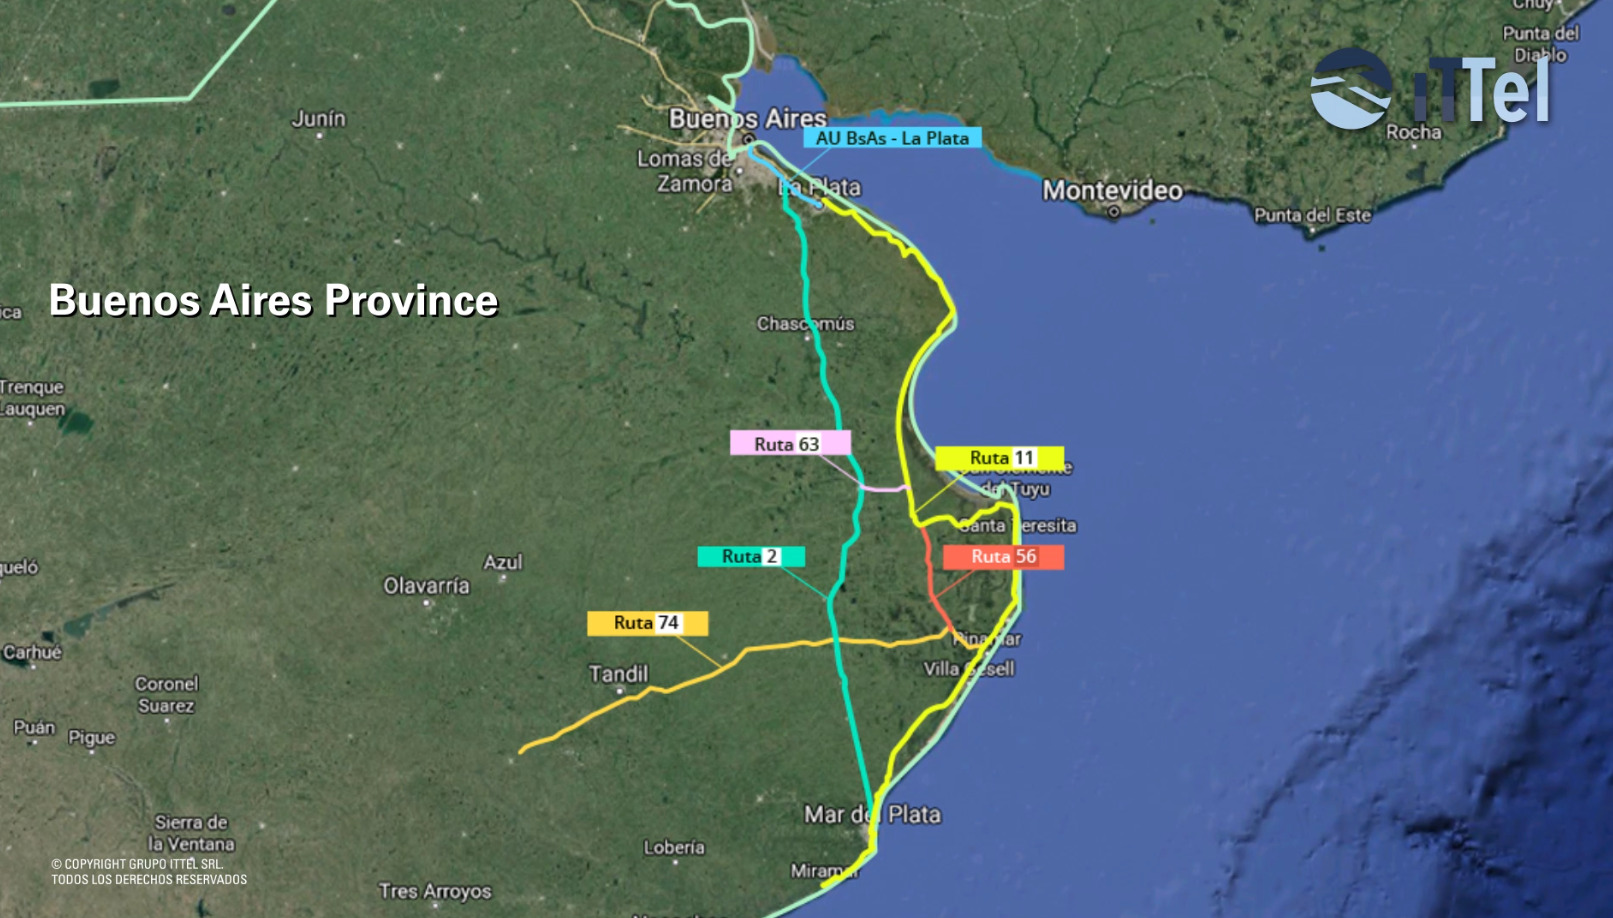 Chuy
Punta del
Diablo
iTTel
Rocha
Junín
Buenos Aires
AU BsAs - La Plata
Lomas de
Zamora
La Plata
Montevideo
Punta del Este
Buenos Aires Province
Chascomús
Trenque
Lauquen
Ruta 63
Ruta 11
del Tuyu
Santa Teresita
Ruta 2
Ruta 56
Azul
Olavarría
Ruta 74
Pinamar
Villa Gesell
Carhué
Tandil
Coronel
Suarez
Puán
Pigue
Mar del Plata
Sierra de
la Ventana
Lobería
Miramar
© COPYRIGHT GRUPO ITTEL SRL.
TODOS LOS DERECHOS RESERVADOS
Tres Arroyos